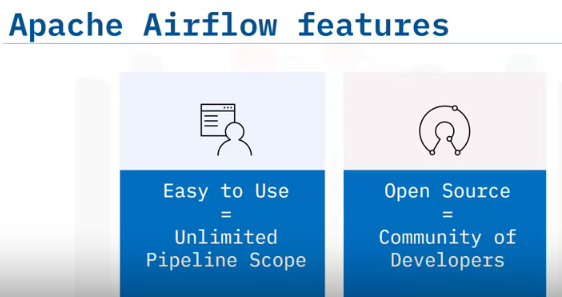 Apache Airflow features
Easy to Use
=
Unlimited
Pipeline Scope
Open Source
=
Community of
Developers